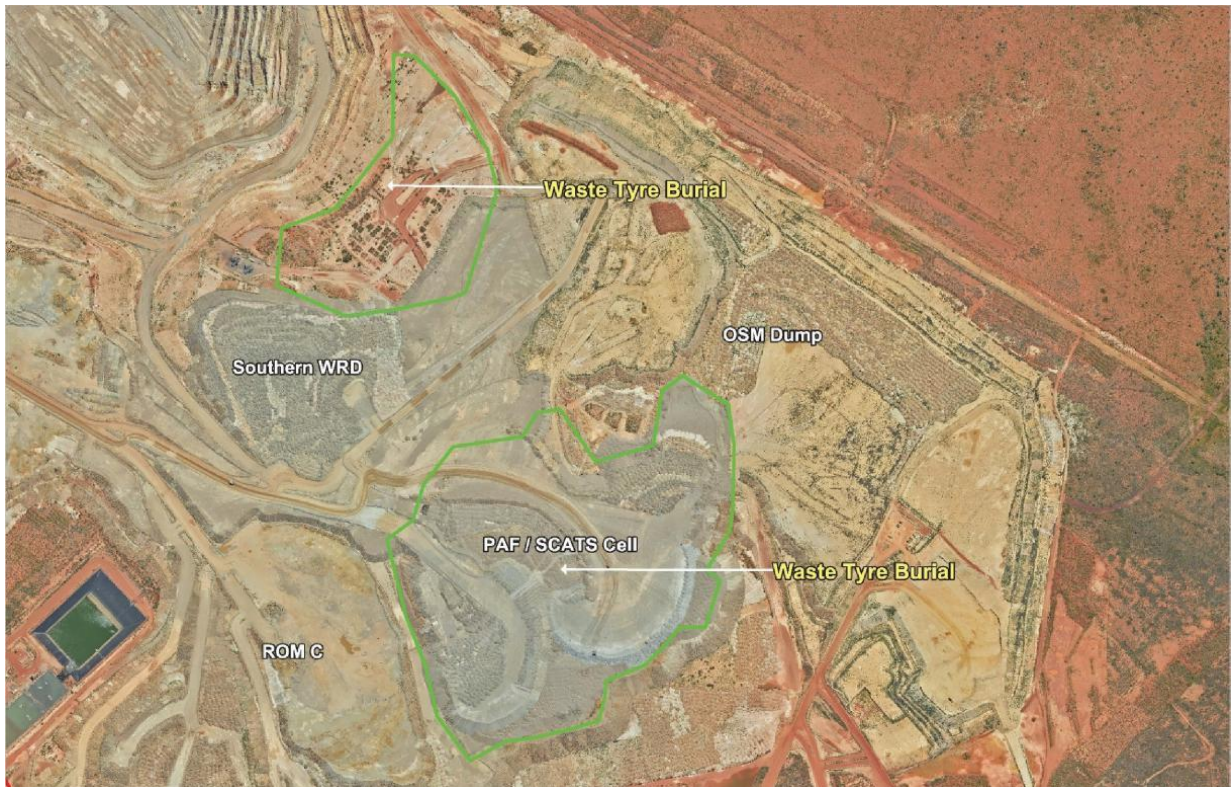 Waste Tyre Burial
OSM Dump
Southern WRD
PAF / SCATS Cell
Waste Tyre Burial
ROM C